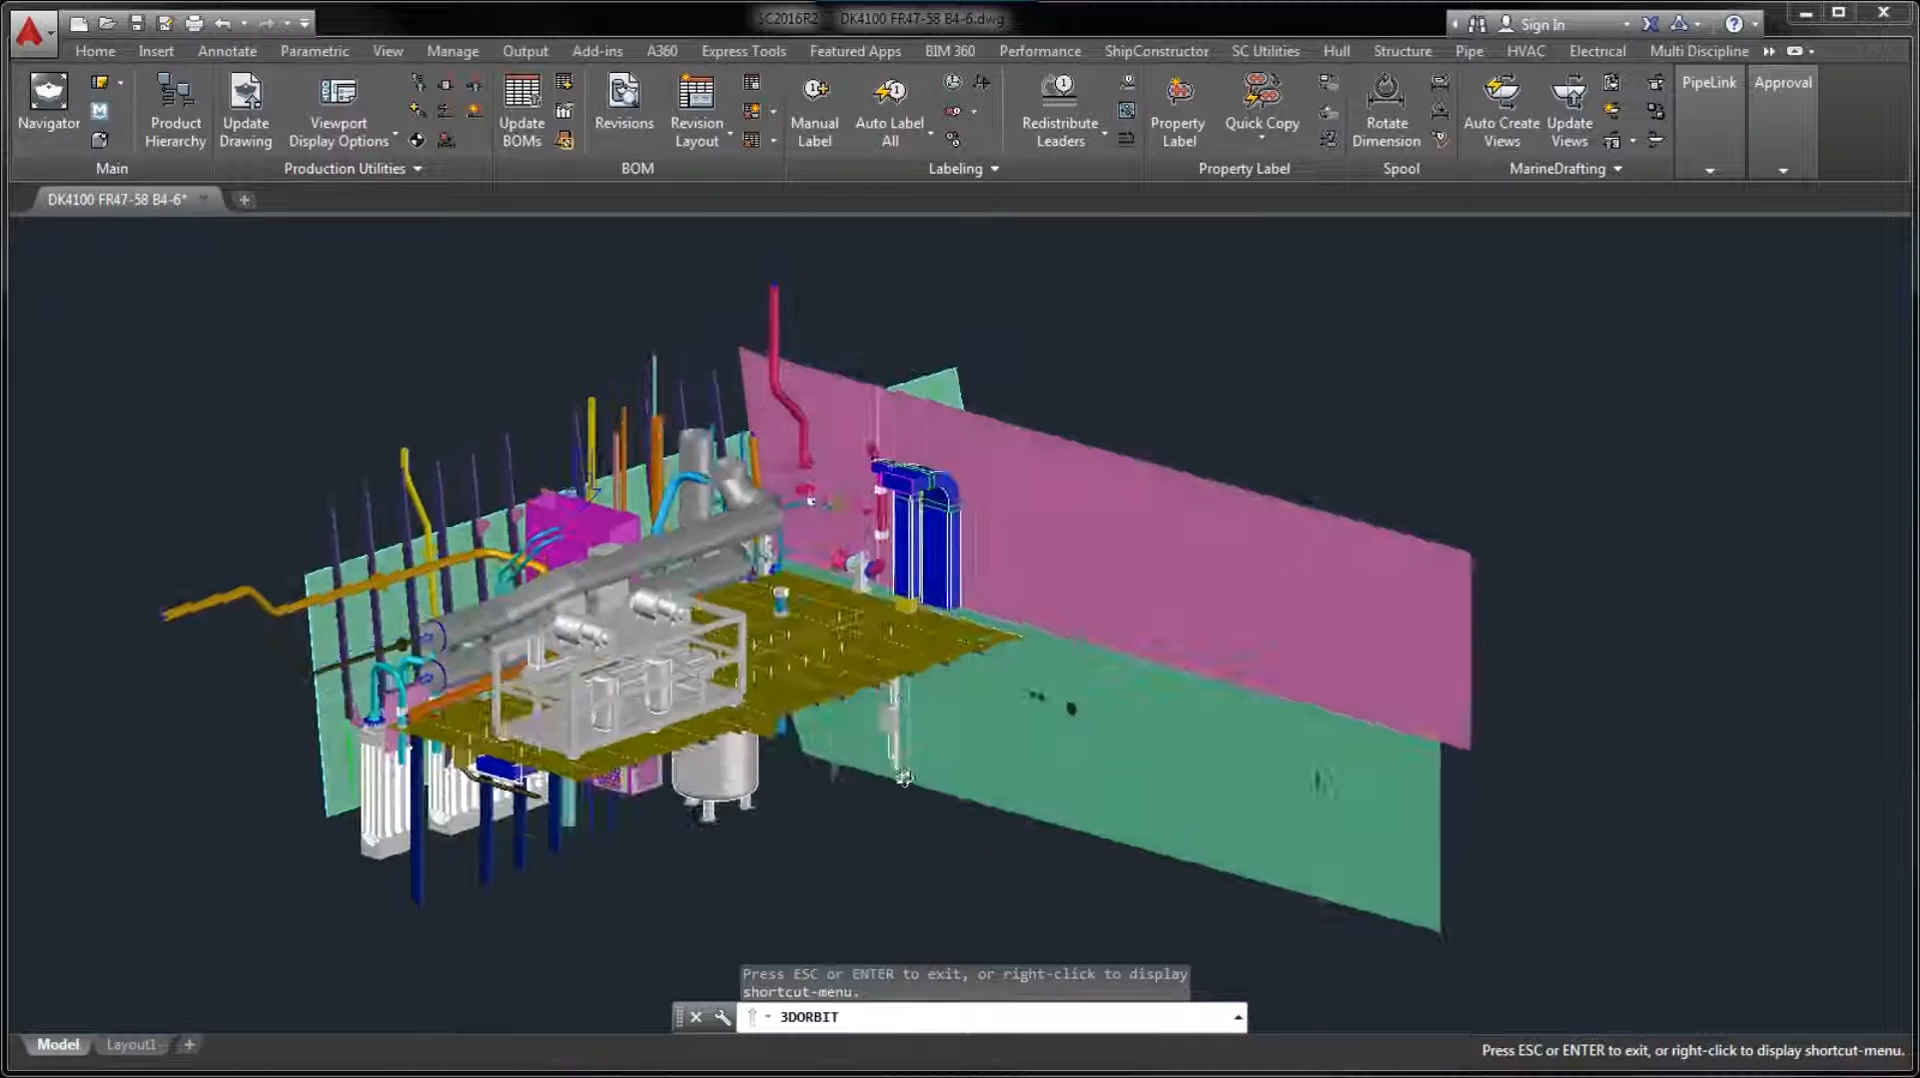 SC2016R2 DK4100 FR47-58 B4-6.dwg
Sign In
Home Insert Annotate Parametric View Manage Output Add-ins A360 Express Tools Featured Apps BIM 360 Performance ShipConstructor SC Utilities Hull Structure Pipe HVAC Electrical Multi Discipline
Navigator
Product Hierarchy
Update Drawing
Viewport Display Options
Update BOMs
Revisions
Revision Layout
Manual Label
Auto Label All
Redistribute Leaders
Property Label
Quick Copy
Rotate Dimension
Auto Create Views
Update Views
PipeLink
Approval
Main Production Utilities BOM Labeling Property Label Spool MarineDrafting
DK4100 FR47-58 B4-6*
Press ESC or ENTER to exit, or right-click to display
shortcut-menu.
3DORBIT
Model Layout1
Press ESC or ENTER to exit, or right-click to display shortcut-menu.